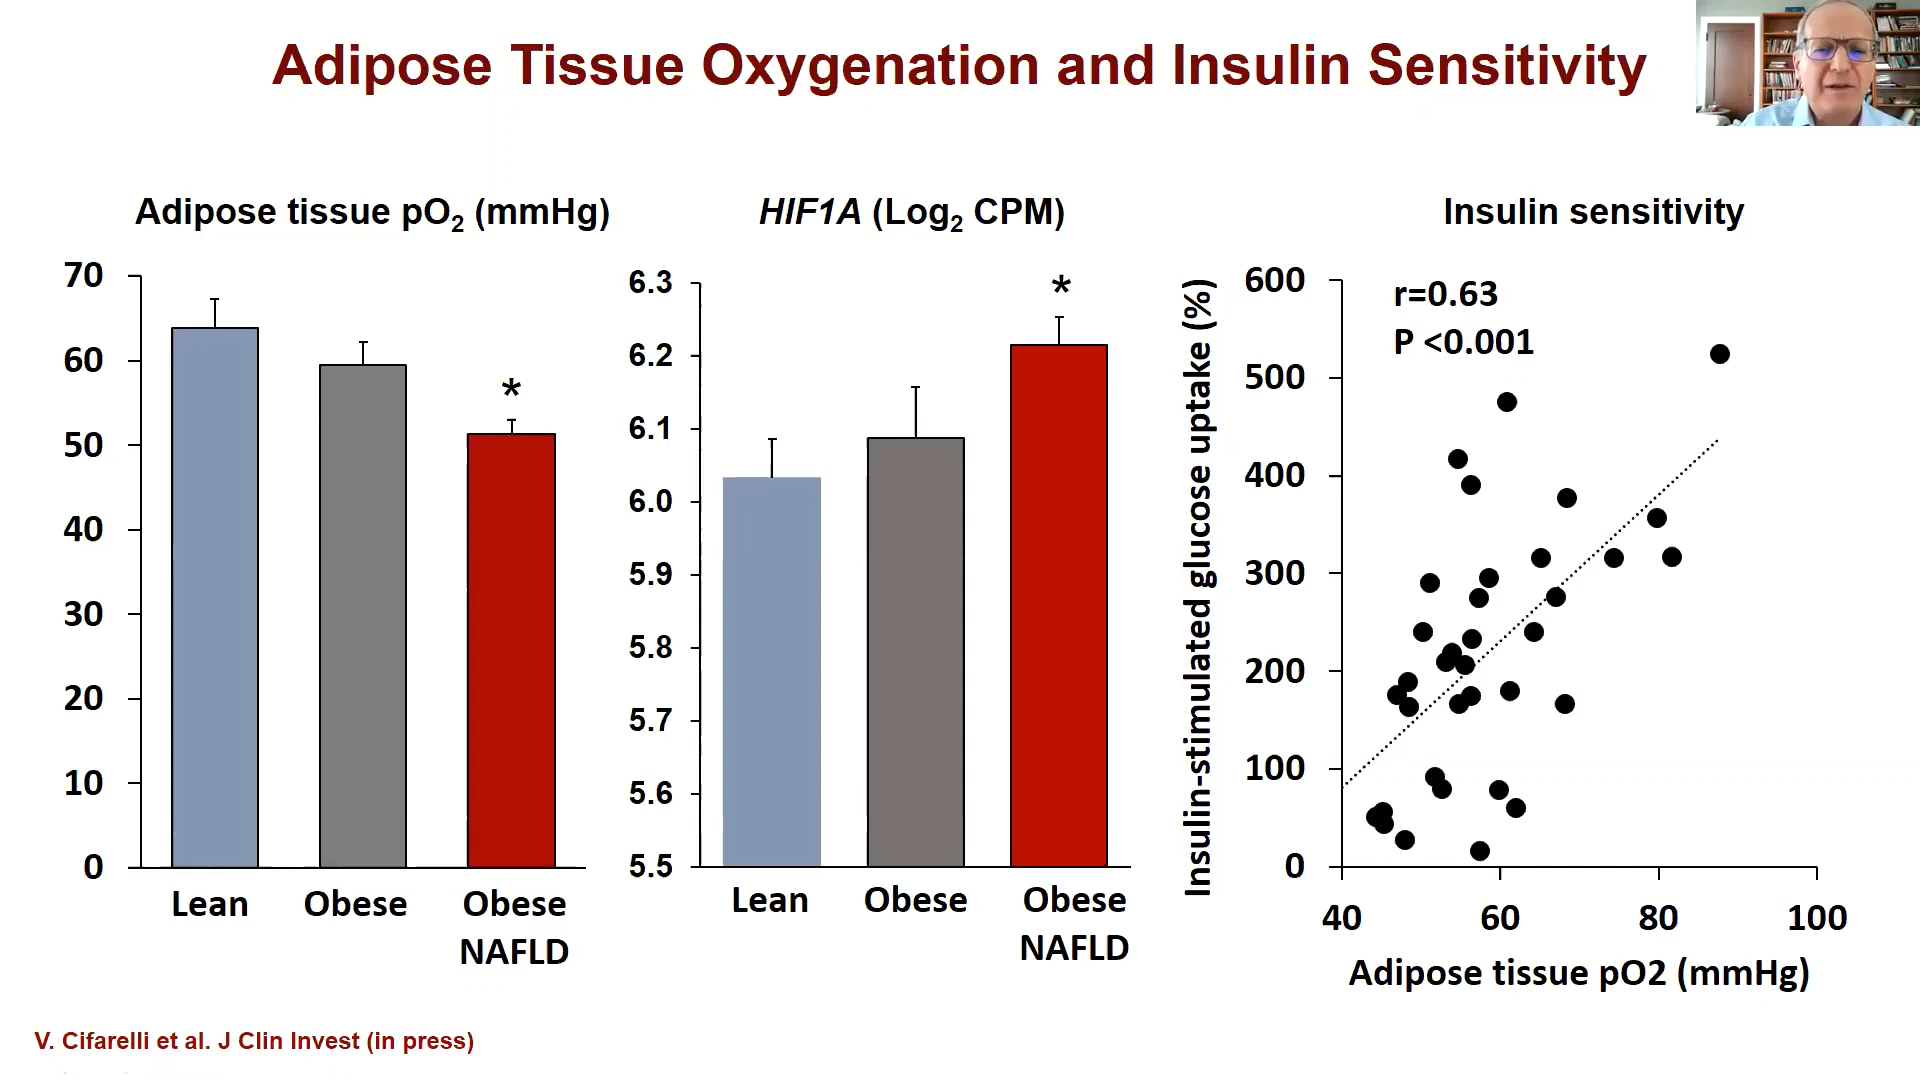 Adipose Tissue Oxygenation and Insulin Sensitivity
Adipose tissue pO2 (mmHg)
70
60
50
40
30
20
10
0
*
Lean
Obese
Obese
NAFLD
HIF1A (Log2 CPM)
6.3
6.2
6.1
6.0
5.9
5.8
5.7
5.6
5.5
*
Lean
Obese
Obese
NAFLD
Insulin sensitivity
Insulin-stimulated glucose uptake (%)
600
500
400
300
200
100
0
r=0.63
P <0.001
40
60
80
100
Adipose tissue pO2 (mmHg)
V. Cifarelli et al. J Clin Invest (in press)